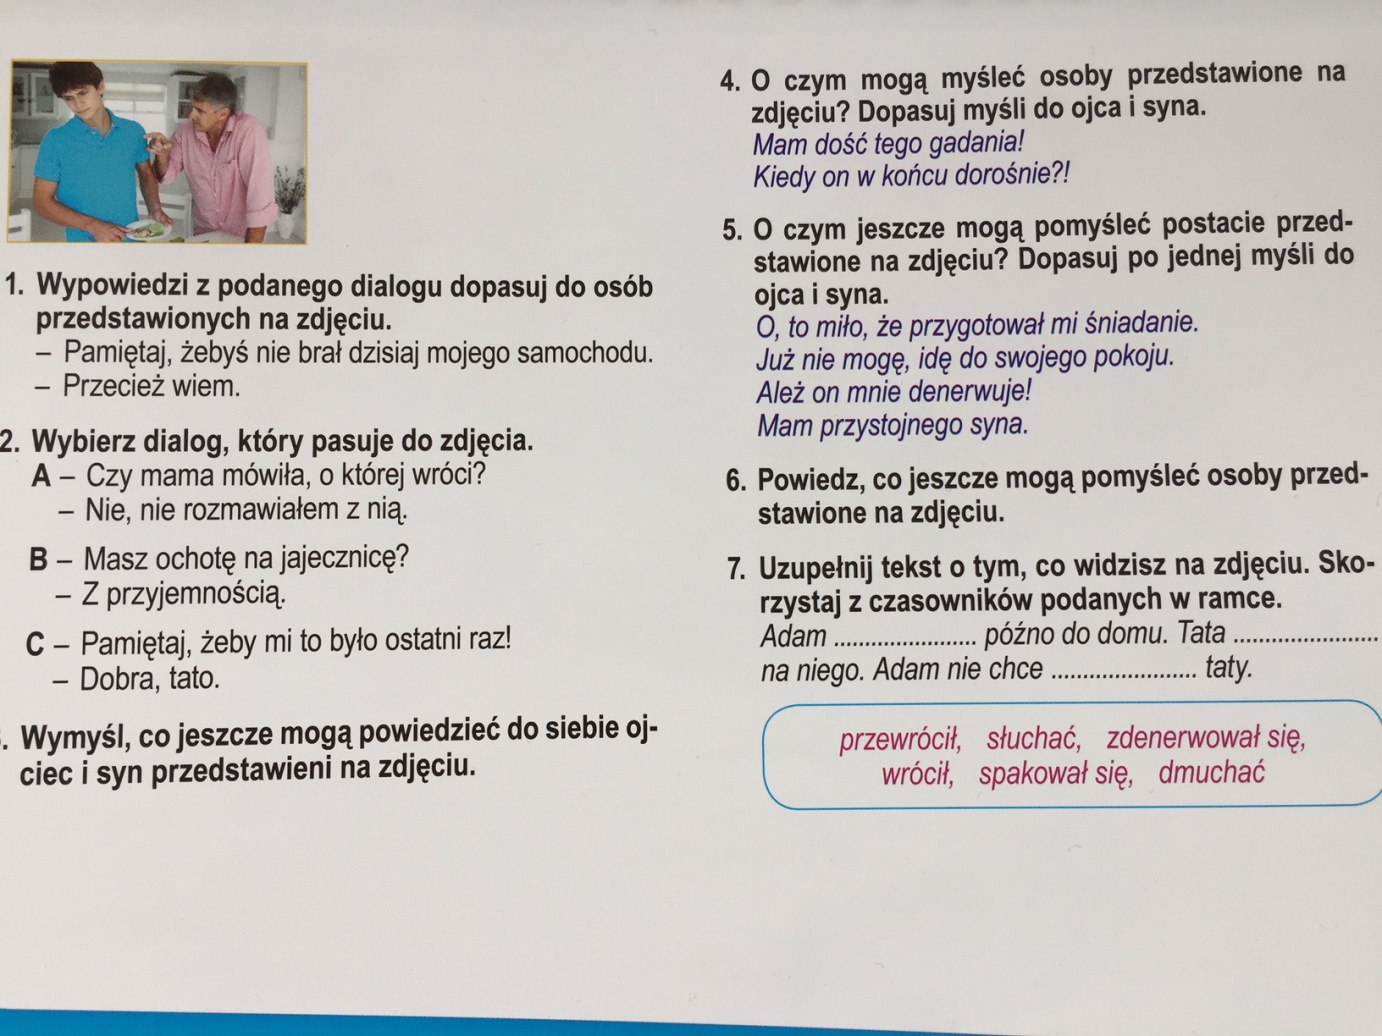 1. Wypowiedzi z podanego dialogu dopasuj do osób
przedstawionych na zdjęciu.
– Pamiętaj, żebyś nie brał dzisiaj mojego samochodu.
– Przecież wiem.
2. Wybierz dialog, który pasuje do zdjęcia.
A – Czy mama mówiła, o której wróci?
– Nie, nie rozmawiałem z nią.
B – Masz ochotę na jajecznicę?
– Z przyjemnością.
C – Pamiętaj, żeby mi to było ostatni raz!
– Dobra, tato.
. Wymyśl, co jeszcze mogą powiedzieć do siebie oj-
ciec i syn przedstawieni na zdjęciu.
4. O czym mogą myśleć osoby przedstawione na
zdjęciu? Dopasuj myśli do ojca i syna.
Mam dość tego gadania!
Kiedy on w końcu dorośnie?!
5. O czym jeszcze mogą pomyśleć postacie przed-
stawione na zdjęciu? Dopasuj po jednej myśli do
ojca i syna.
O, to miło, że przygotował mi śniadanie.
Już nie mogę, idę do swojego pokoju.
Ależ on mnie denerwuje!
Mam przystojnego syna.
6. Powiedz, co jeszcze mogą pomyśleć osoby przed-
stawione na zdjęciu.
7. Uzupełnij tekst o tym, co widzisz na zdjęciu. Sko-
rzystaj z czasowników podanych w ramce.
Adam ...................... późno do domu. Tata ......................
na niego. Adam nie chce ...................... taty.
przewrócił, słuchać, zdenerwował się,
wrócił, spakował się, dmuchać